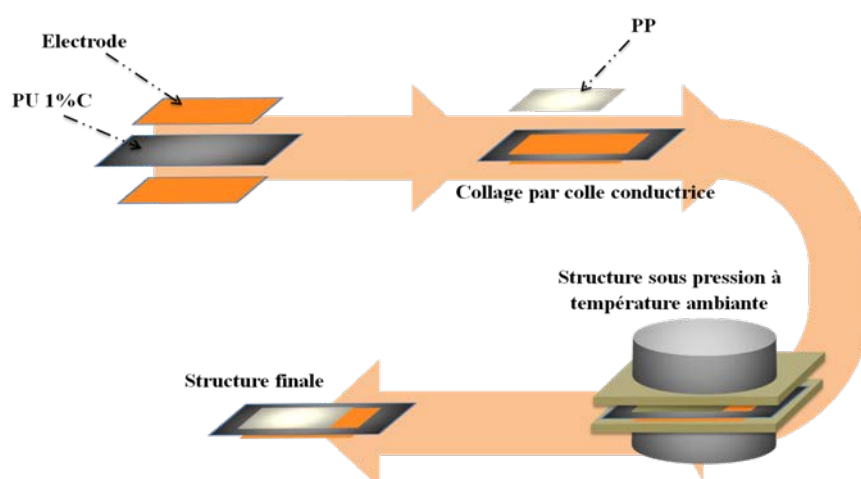 Electrode
PU 1%C
PP
Collage par colle conductrice
Structure sous pression à
température ambiante
Structure finale